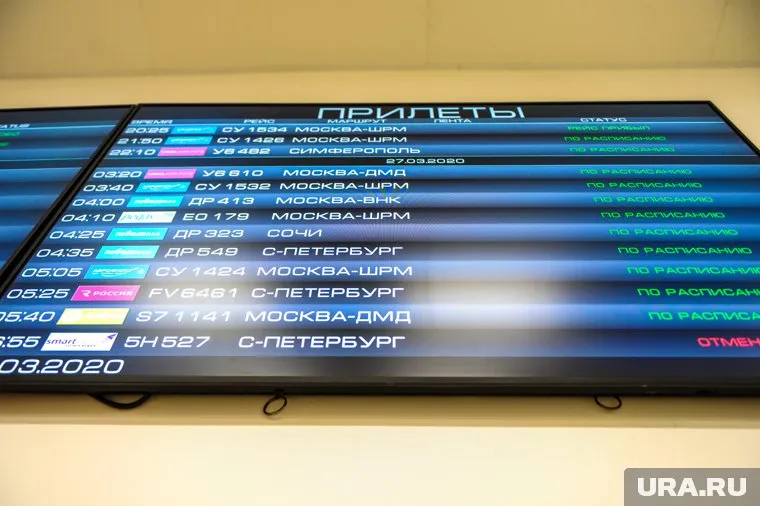 ПРИЛЕТЫ
ВРЕМЯ РЕЙС МАРШРУТ ЛЕНТА СТАТУС
20:25 СУ 1534 МОСКВА-ШРМ РЕЙС ПРИБЫЛ
21:50 СУ 1426 МОСКВА-ШРМ ПО РАСПИСАНИЮ
22:10 У6 482 СИМФЕРОПОЛЬ ПО РАСПИСАНИЮ
27.03.2020
03:20 У6 610 МОСКВА-ДМД ПО РАСПИСАНИЮ
03:40 СУ 1532 МОСКВА-ШРМ ПО РАСПИСАНИЮ
04:00 ДР 413 МОСКВА-ВНК ПО РАСПИСАНИЮ
04:10 ЕО 179 МОСКВА-ШРМ ПО РАСПИСАНИЮ
04:25 ДР 323 СОЧИ ПО РАСПИСАНИЮ
04:35 ДР 549 С-ПЕТЕРБУРГ ПО РАСПИСАНИЮ
05:05 СУ 1424 МОСКВА-ШРМ ПО РАСПИСАНИЮ
05:25 РОССИЯ FV 6461 С-ПЕТЕРБУРГ ПО РАСПИСАНИ
05:40 S7 1141 МОСКВА-ДМД ПО РАСПИСА
:55 smart 5Н 527 С-ПЕТЕРБУРГ ОТМЕН
.03.2020
URA.RU